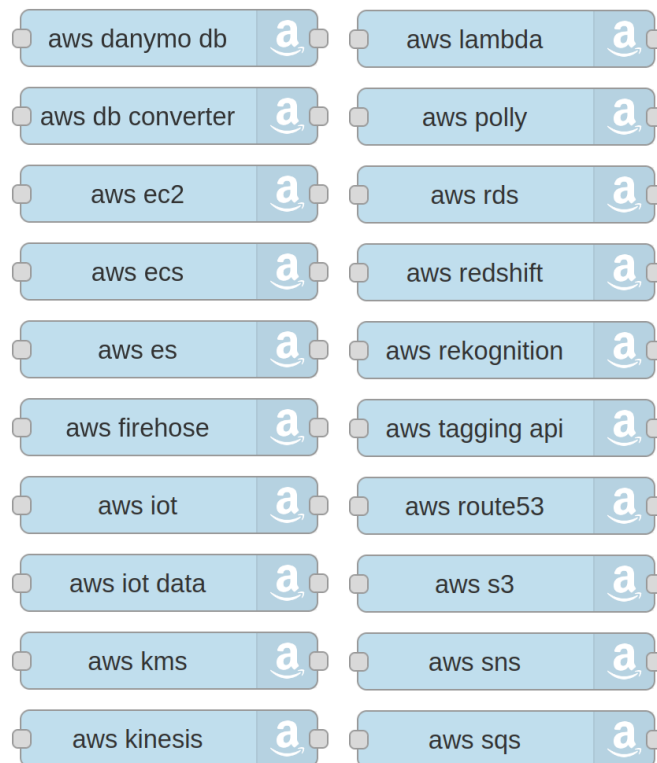 aws danymo db
aws db converter
aws ec2
aws ecs
aws es
aws firehose
aws iot
aws iot data
aws kms
aws kinesis
aws lambda
aws polly
aws rds
aws redshift
aws rekognition
aws tagging api
aws route53
aws s3
aws sns
aws sqs